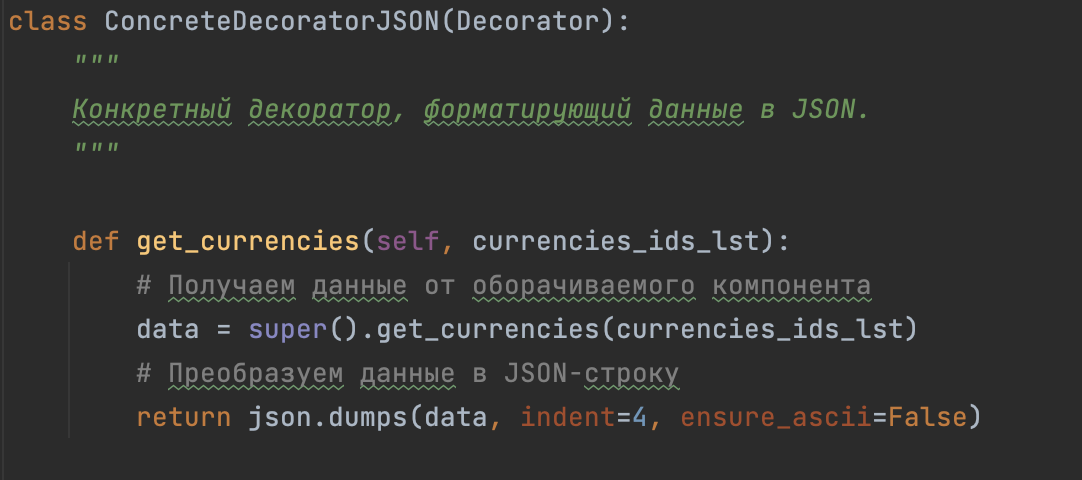 class ConcreteDecoratorJSON(Decorator):
"""
Конкретный декоратор, форматирующий данные в JSON.
"""
def get_currencies(self, currencies_ids_lst):
# Получаем данные от оборачиваемого компонента
data = super().get_currencies(currencies_ids_lst)
# Преобразуем данные в JSON-строку
return json.dumps(data, indent=4, ensure_ascii=False)